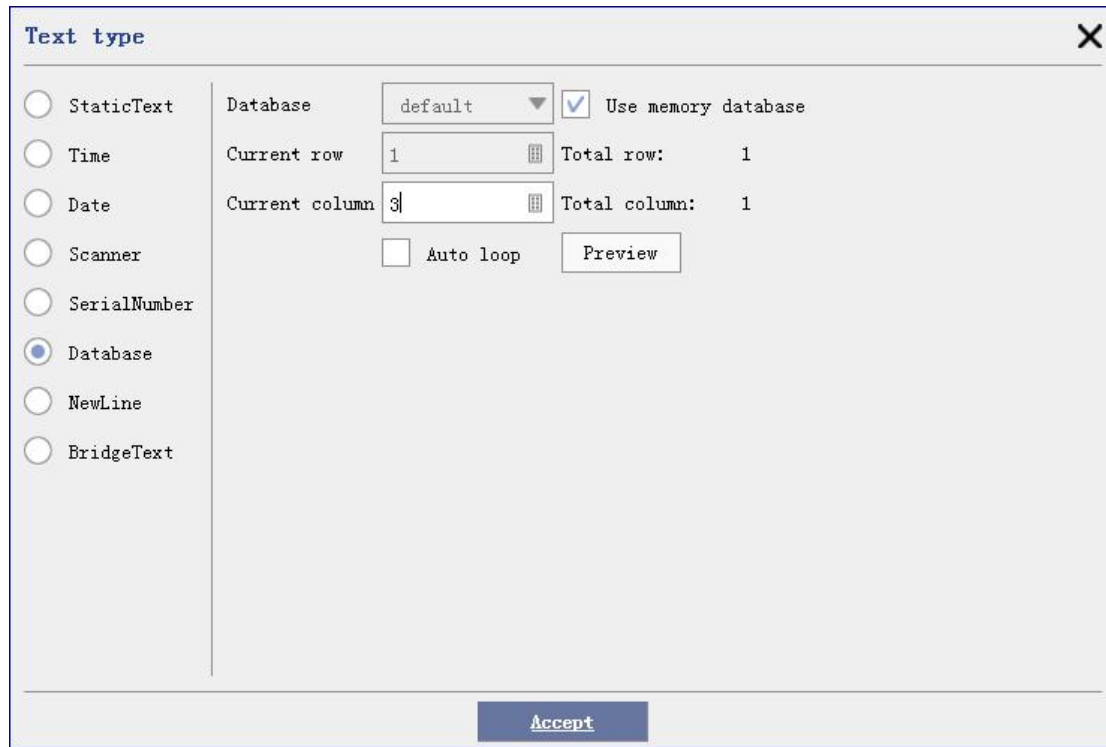 Text type
StaticText
Time
Date
Scanner
SerialNumber
Database
NewLine
BridgeText
Database default Use memory database
Current row 1 Total row: 1
Current column 3 Total column: 1
Auto loop Preview
Accept